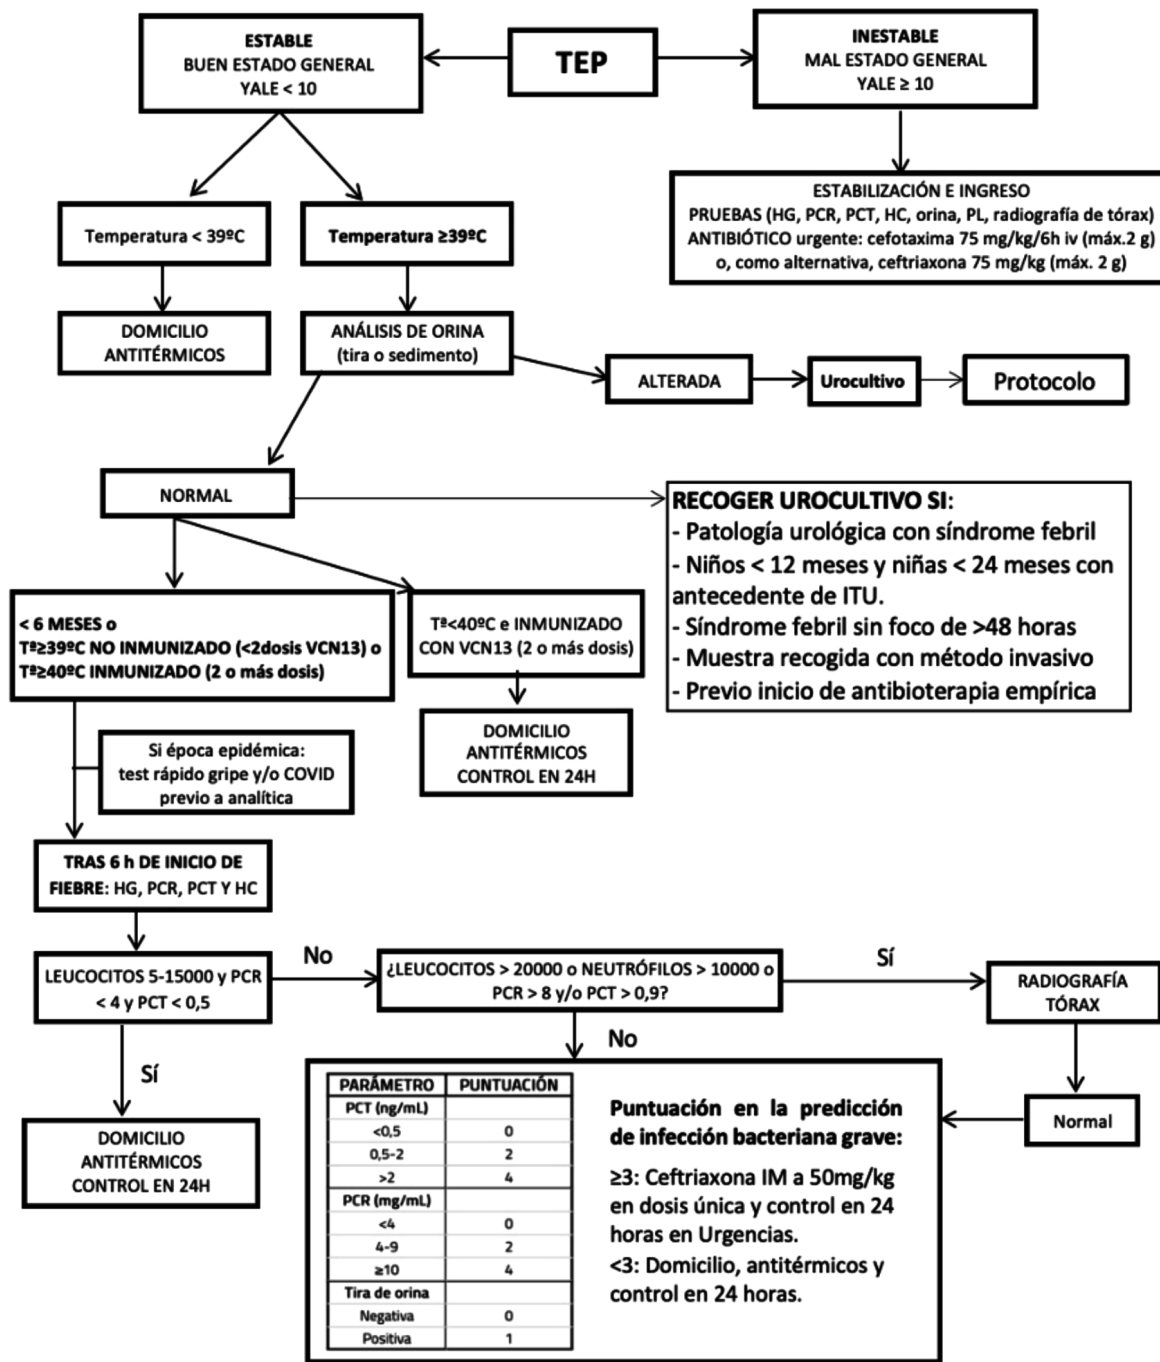 TEP
ESTABLE
BUEN ESTADO GENERAL
YALE < 10
INESTABLE
MAL ESTADO GENERAL
YALE ≥ 10
ESTABILIZACIÓN E INGRESO
PRUEBAS (HG, PCR, PCT, HC, orina, PL, radiografía de tórax)
ANTIBIÓTICO urgente: cefotaxima 75 mg/kg/6h iv (máx.2 g)
o, como alternativa, ceftriaxona 75 mg/kg (máx. 2 g)
Temperatura < 39ºC
Temperatura ≥39ºC
DOMICILIO
ANTITÉRMICOS
ANÁLISIS DE ORINA
(tira o sedimento)
ALTERADA
Urocultivo
Protocolo
NORMAL
RECOGER UROCULTIVO SI:
- Patología urológica con síndrome febril
- Niños < 12 meses y niñas < 24 meses con
antecedente de ITU.
- Síndrome febril sin foco de >48 horas
- Muestra recogida con método invasivo
- Previo inicio de antibioterapia empírica
< 6 MESES o
Tª≥39ºC NO INMUNIZADO (<2dosis VCN13) o
Tª≥40ºC INMUNIZADO (2 o más dosis)
Tª<40ºC e INMUNIZADO
CON VCN13 (2 o más dosis)
DOMICILIO
ANTITÉRMICOS
CONTROL EN 24H
Si época epidémica:
test rápido gripe y/o COVID
previo a analítica
TRAS 6 h DE INICIO DE
FIEBRE: HG, PCR, PCT Y HC
LEUCOCITOS 5-15000 y PCR
< 4 y PCT < 0,5
No
¿LEUCOCITOS > 20000 o NEUTRÓFILOS > 10000 o
PCR > 8 y/o PCT > 0,9?
Sí
RADIOGRAFÍA
TÓRAX
Sí
No
Normal
DOMICILIO
ANTITÉRMICOS
CONTROL EN 24H
PARÁMETRO PUNTUACIÓN
PCT (ng/mL)
<0,5 0
0,5-2 2
>2 4
PCR (mg/mL)
<4 0
4-9 2
≥10 4
Tira de orina
Negativa 0
Positiva 1
Puntuación en la predicción
de infección bacteriana grave:
≥3: Ceftriaxona IM a 50mg/kg
en dosis única y control en 24
horas en Urgencias.
<3: Domicilio, antitérmicos y
control en 24 horas.